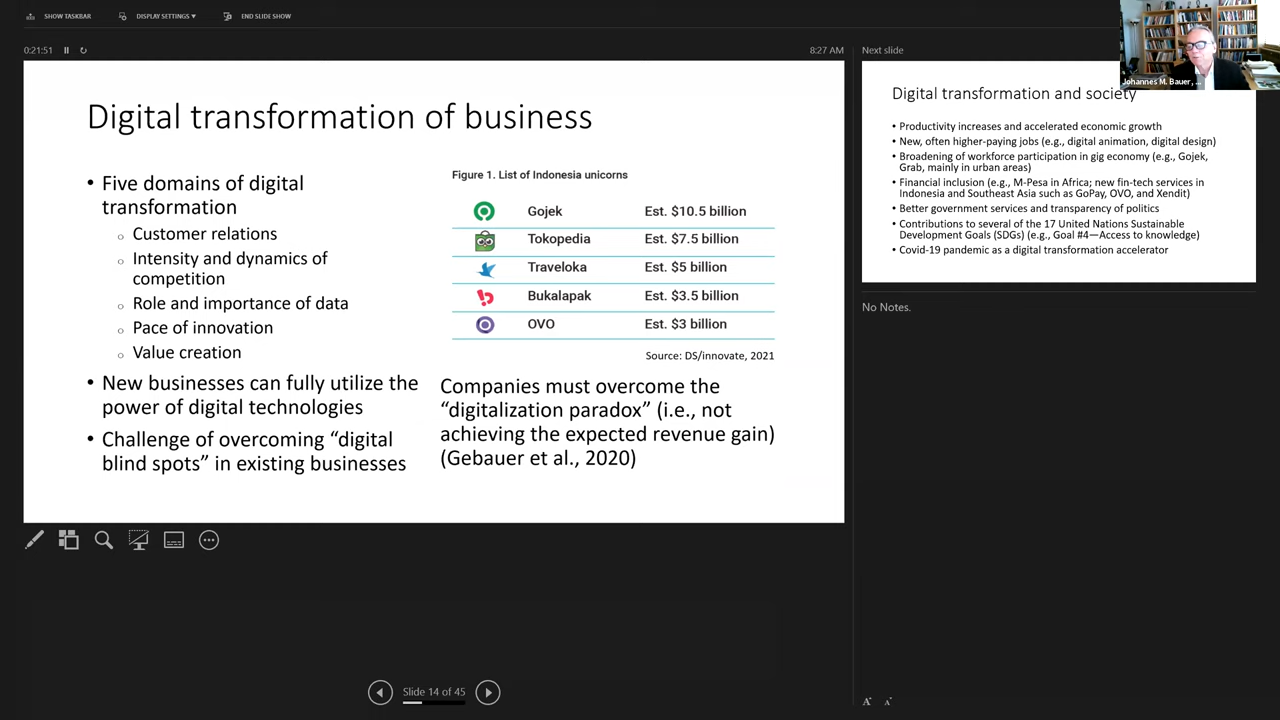 SHOW TASKBAR
DISPLAY SETTINGS ▾
END SLIDE SHOW
0:21:51
8:27 AM
Digital transformation of business
• Five domains of digital
transformation
o Customer relations
o Intensity and dynamics of
competition
o Role and importance of data
o Pace of innovation
o Value creation
• New businesses can fully utilize the
power of digital technologies
• Challenge of overcoming “digital
blind spots” in existing businesses
Figure 1. List of Indonesia unicorns
Gojek Est. $10.5 billion
Tokopedia Est. $7.5 billion
Traveloka Est. $5 billion
Bukalapak Est. $3.5 billion
OVO Est. $3 billion
Source: DS/innovate, 2021
Companies must overcome the
“digitalization paradox” (i.e., not
achieving the expected revenue gain)
(Gebauer et al., 2020)
Slide 14 of 45
Next slide
Johannes M. Bauer, ...
Digital transformation and society
• Productivity increases and accelerated economic growth
• New, often higher-paying jobs (e.g., digital animation, digital design)
• Broadening of workforce participation in gig economy (e.g., Gojek,
Grab, mainly in urban areas)
• Financial inclusion (e.g., M-Pesa in Africa; new fin-tech services in
Indonesia and Southeast Asia such as GoPay, OVO, and Xendit)
• Better government services and transparency of politics
• Contributions to several of the 17 United Nations Sustainable
Development Goals (SDGs) (e.g., Goal #4—Access to knowledge)
• Covid-19 pandemic as a digital transformation accelerator
No Notes.
A A